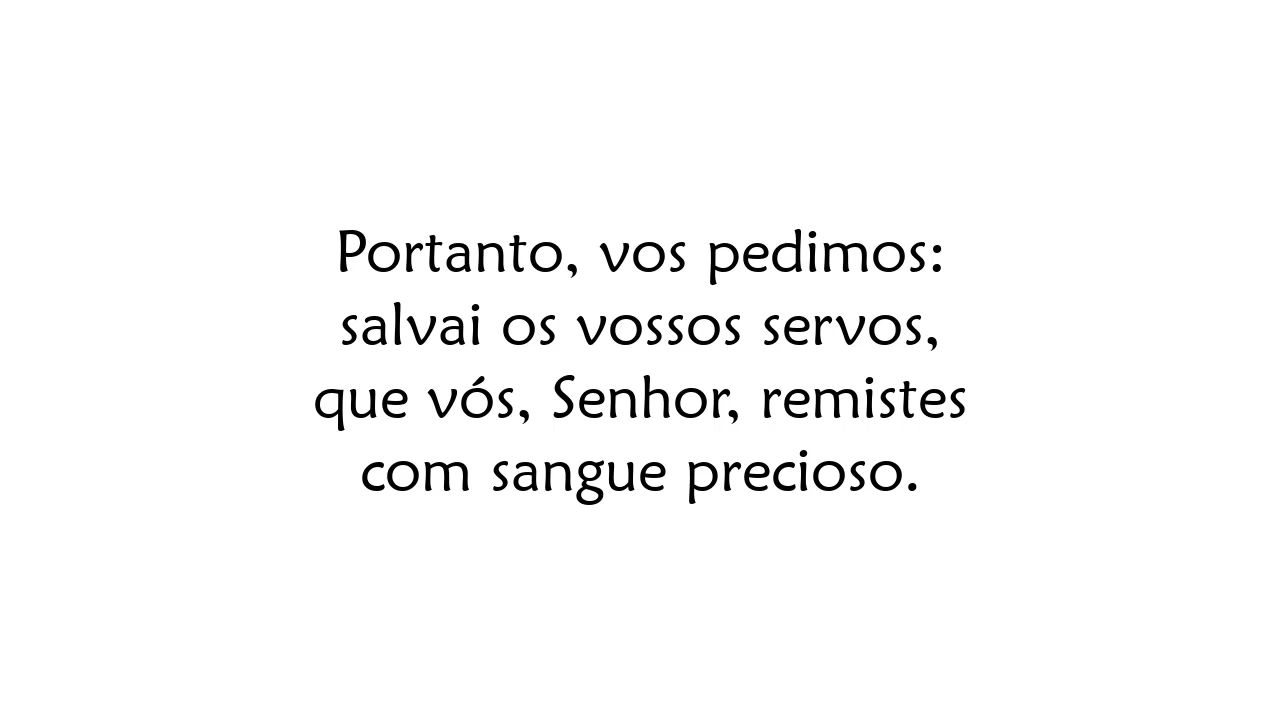 Portanto, vos pedimos:
salvai os vossos servos,
que vós, Senhor, remistes
com sangue precioso.